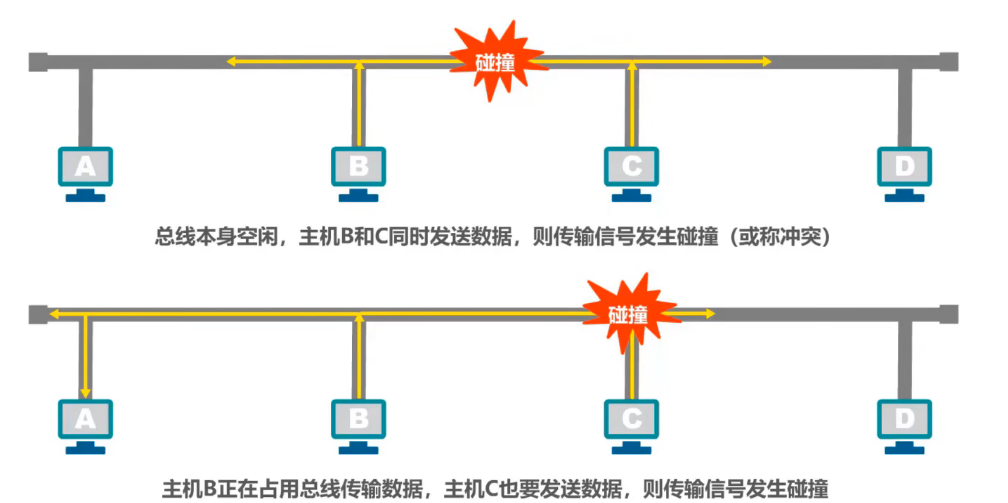 碰撞
A B C D
总线本身空闲，主机B和C同时发送数据，则传输信号发生碰撞（或称冲突）
碰撞
A B C D
主机B正在占用总线传输数据，主机C也要发送数据，则传输信号发生碰撞